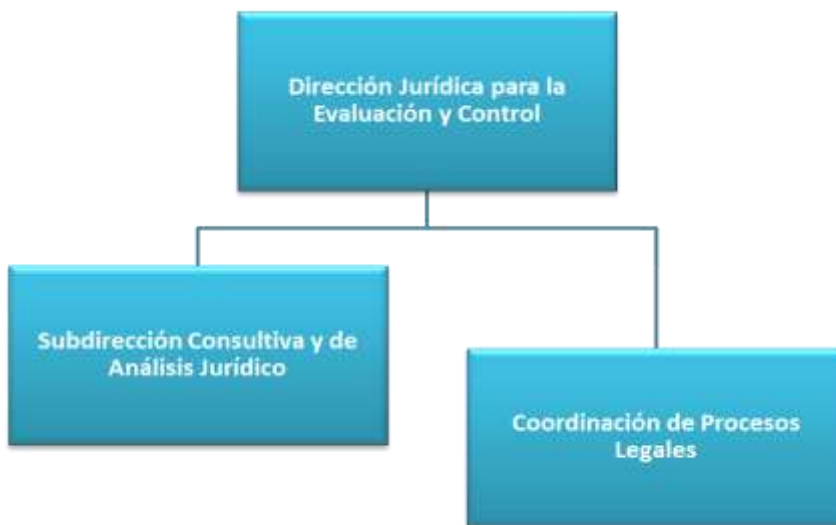 Dirección Jurídica para la
Evaluación y Control
Subdirección Consultiva y de
Análisis Jurídico
Coordinación de Procesos
Legales